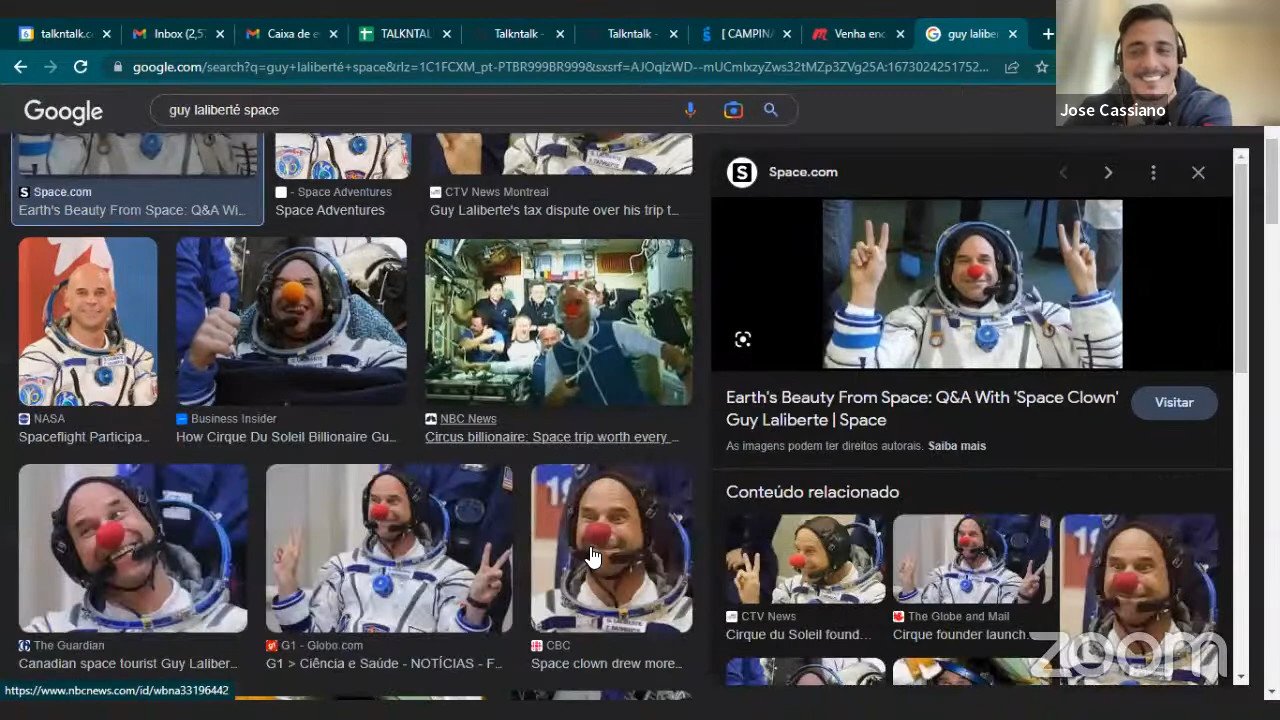 talkntalk.c
Inbox (2,5
Caixa de e
TALKNTAL
Talkntalk -
Talkntalk -
[ CAMPIN
Venha enc
guy laliber
google.com/search?q=guy+laliberté+space&rlz=1C1FCXM_pt-PTBR999BR999&sxsrf=AJOqlzWD--mUCmlxzyZws32tMZp3ZVg25A:1673024251752...
Jose Cassiano
Google
guy laliberté space
Space.com
Earth's Beauty From Space: Q&A Wi...
- Space Adventures
Space Adventures
CTV News Montreal
Guy Laliberte's tax dispute over his trip t...
NASA
Spaceflight Participa...
Business Insider
How Cirque Du Soleil Billionaire Gu...
NBC News
Circus billionaire: Space trip worth every ...
The Guardian
Canadian space tourist Guy Laliber...
G1 - Globo.com
G1 > Ciência e Saúde - NOTÍCIAS - F...
CBC
Space clown drew more...
S Space.com
Earth's Beauty From Space: Q&A With 'Space Clown'
Guy Laliberte | Space
Visitar
As imagens podem ter direitos autorais. Saiba mais
Conteúdo relacionado
CTV News
Cirque du Soleil found...
The Globe and Mail
Cirque founder launch...
zoom
https://www.nbcnews.com/id/wbna33196442